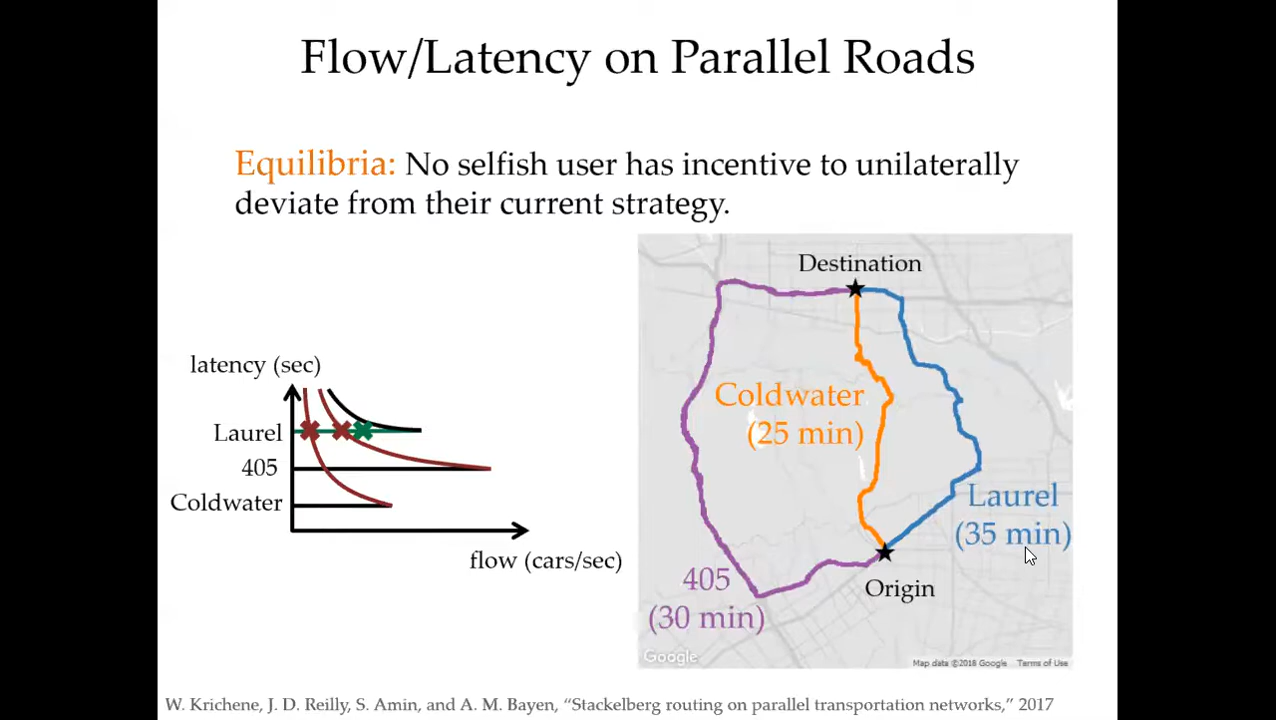 Flow/Latency on Parallel Roads
Equilibria: No selfish user has incentive to unilaterally
deviate from their current strategy.
latency (sec)
Laurel
405
Coldwater
flow (cars/sec)
Destination
Coldwater
(25 min)
Laurel
(35 min)
405
(30 min)
Origin
Google
Map data ©2018 Google Terms of Use
W. Krichene, J. D. Reilly, S. Amin, and A. M. Bayen, “Stackelberg routing on parallel transportation networks,” 2017